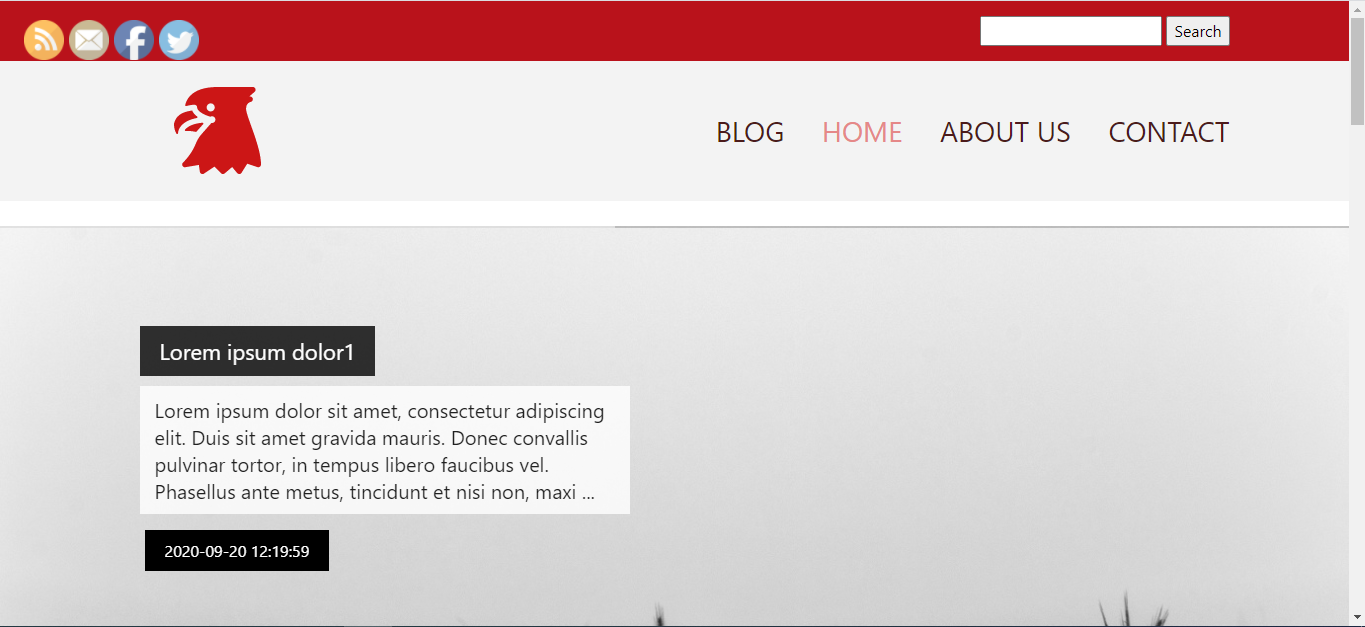 Search
BLOG HOME ABOUT US CONTACT
Lorem ipsum dolor1
Lorem ipsum dolor sit amet, consectetur adipiscing
elit. Duis sit amet gravida mauris. Donec convallis
pulvinar tortor, in tempus libero faucibus vel.
Phasellus ante metus, tincidunt et nisi non, maxi ...
2020-09-20 12:19:59